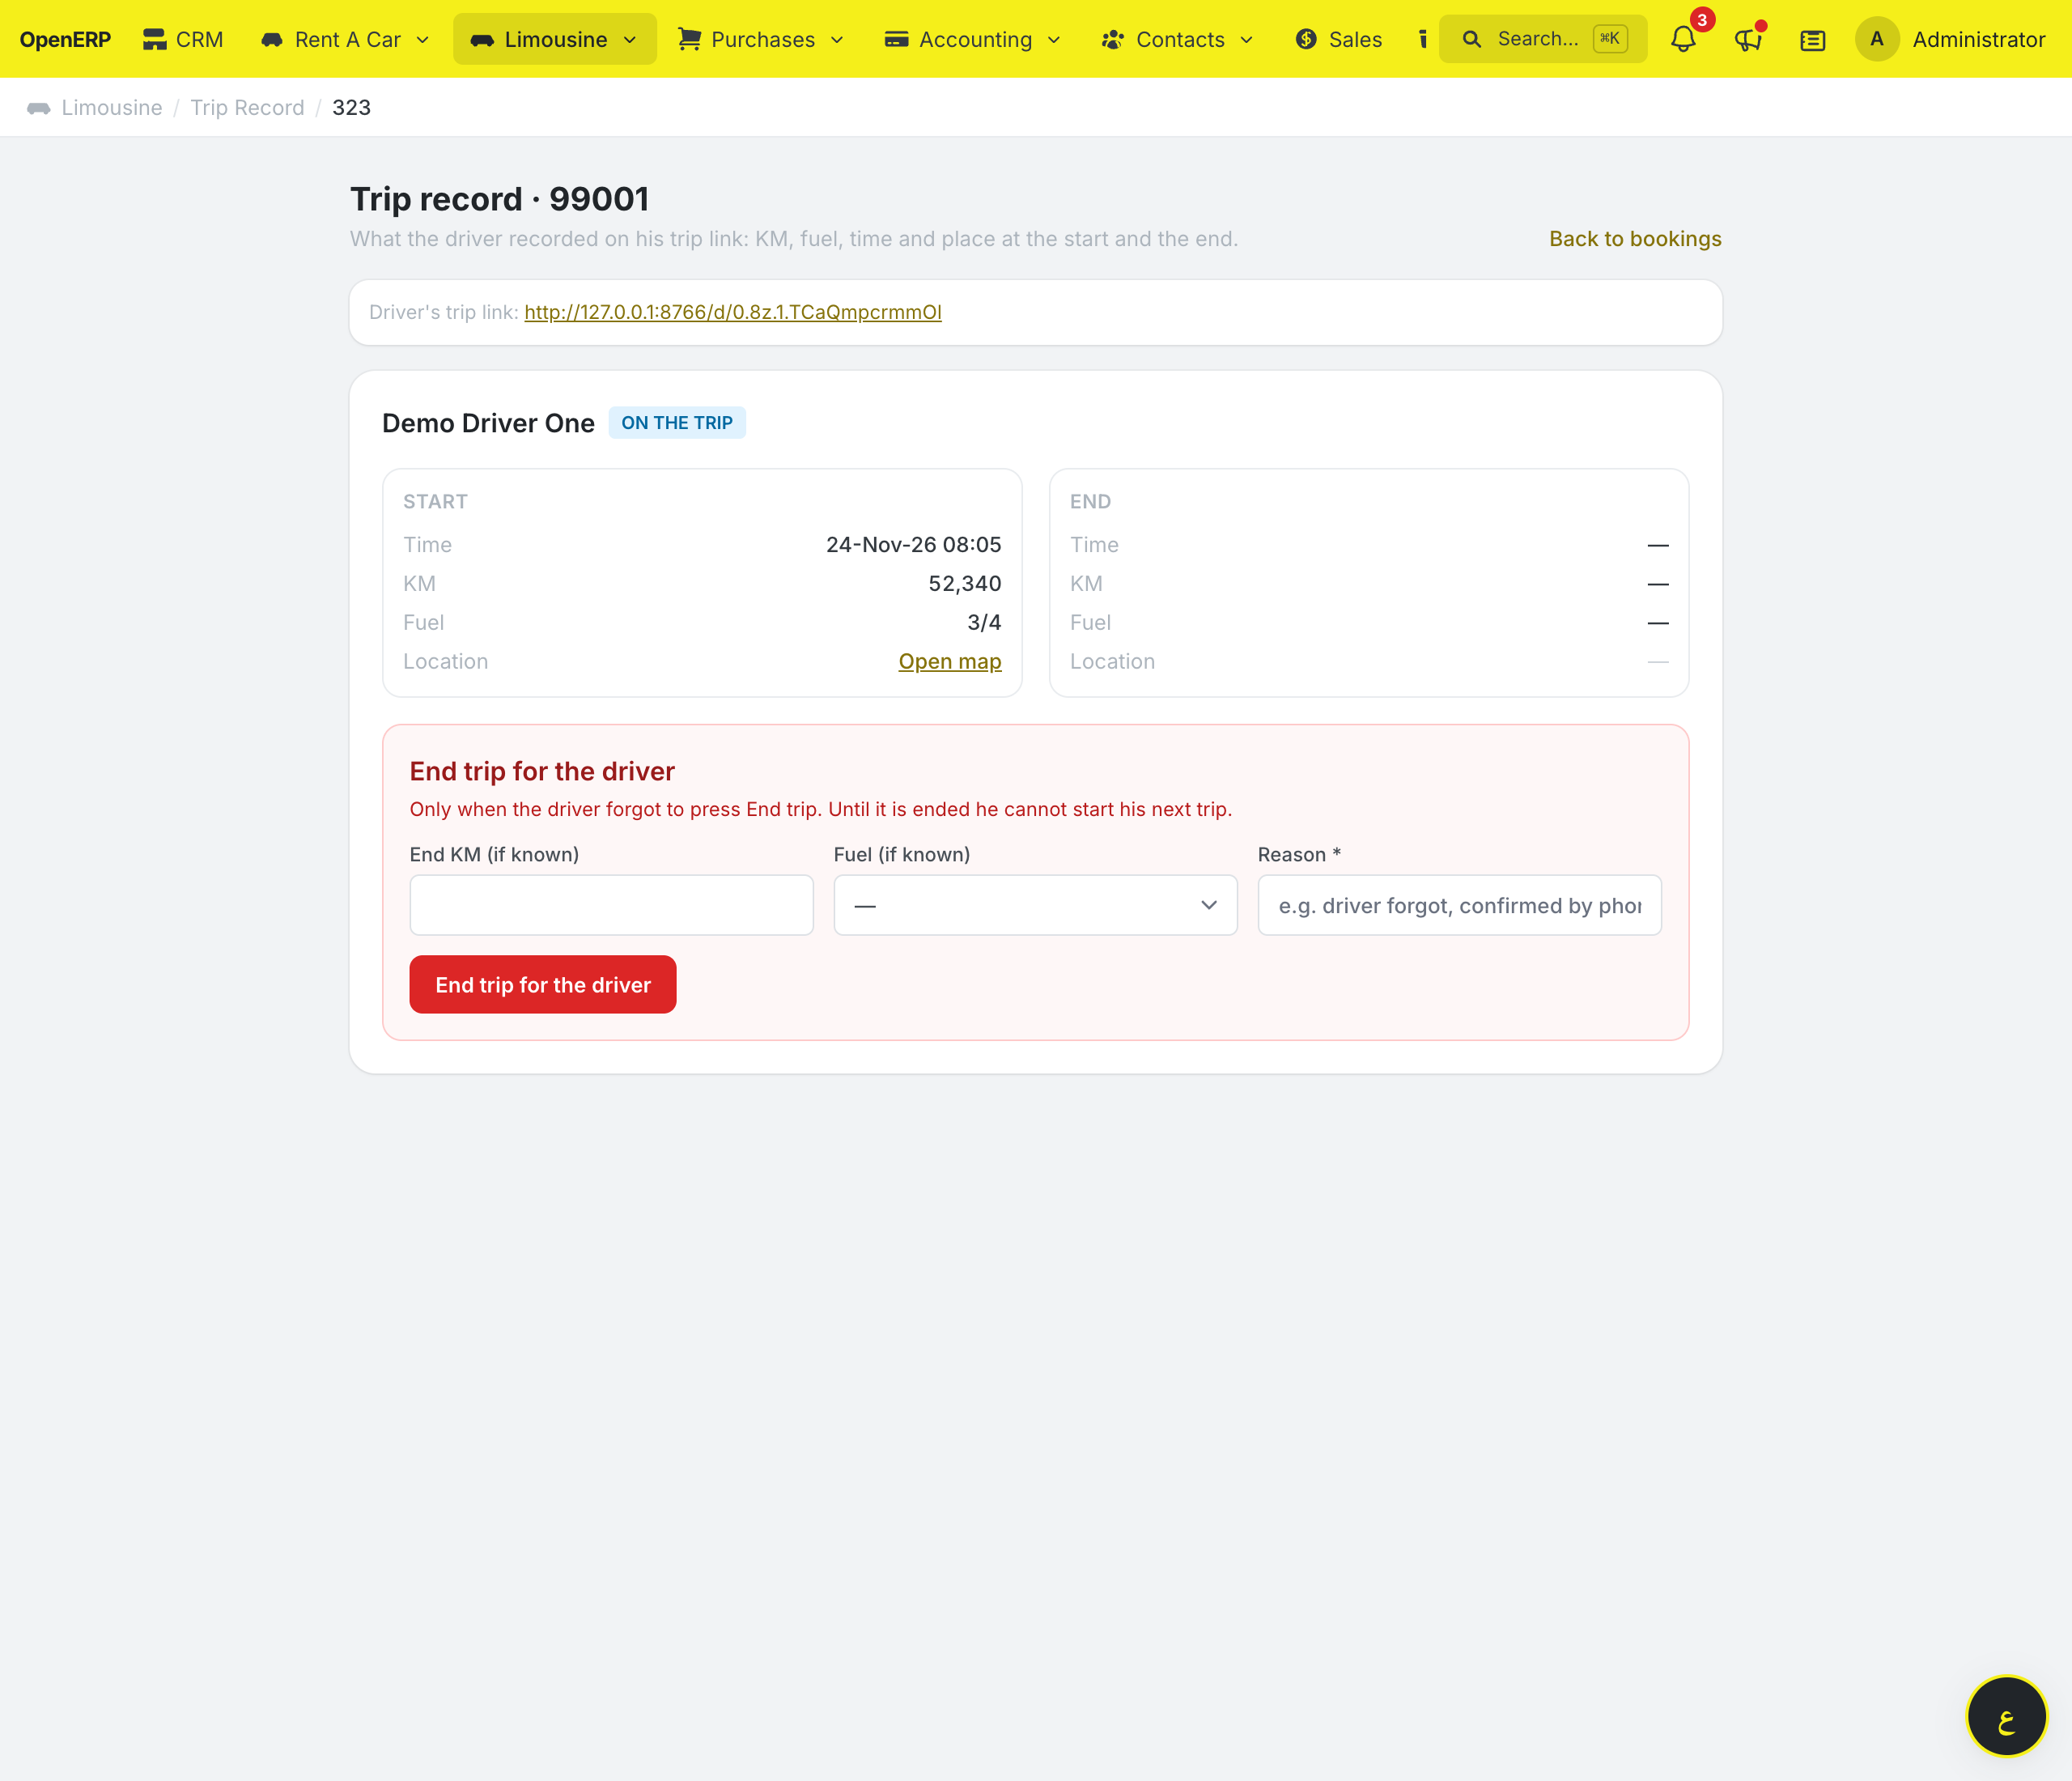 OpenERP CRM Rent A Car Limousine Purchases Accounting Contacts Sales Search... ⌘K 3 A Administrator
Limousine / Trip Record / 323
Trip record · 99001
What the driver recorded on his trip link: KM, fuel, time and place at the start and the end. Back to bookings
Driver's trip link: http://127.0.0.1:8766/d/0.8z.1.TCaQmpcrmmOI
Demo Driver One ON THE TRIP
START
Time 24-Nov-26 08:05
KM 52,340
Fuel 3/4
Location Open map
END
Time —
KM —
Fuel —
Location —
End trip for the driver
Only when the driver forgot to press End trip. Until it is ended he cannot start his next trip.
End KM (if known)
Fuel (if known)
—
Reason *
e.g. driver forgot, confirmed by phor
End trip for the driver
ع